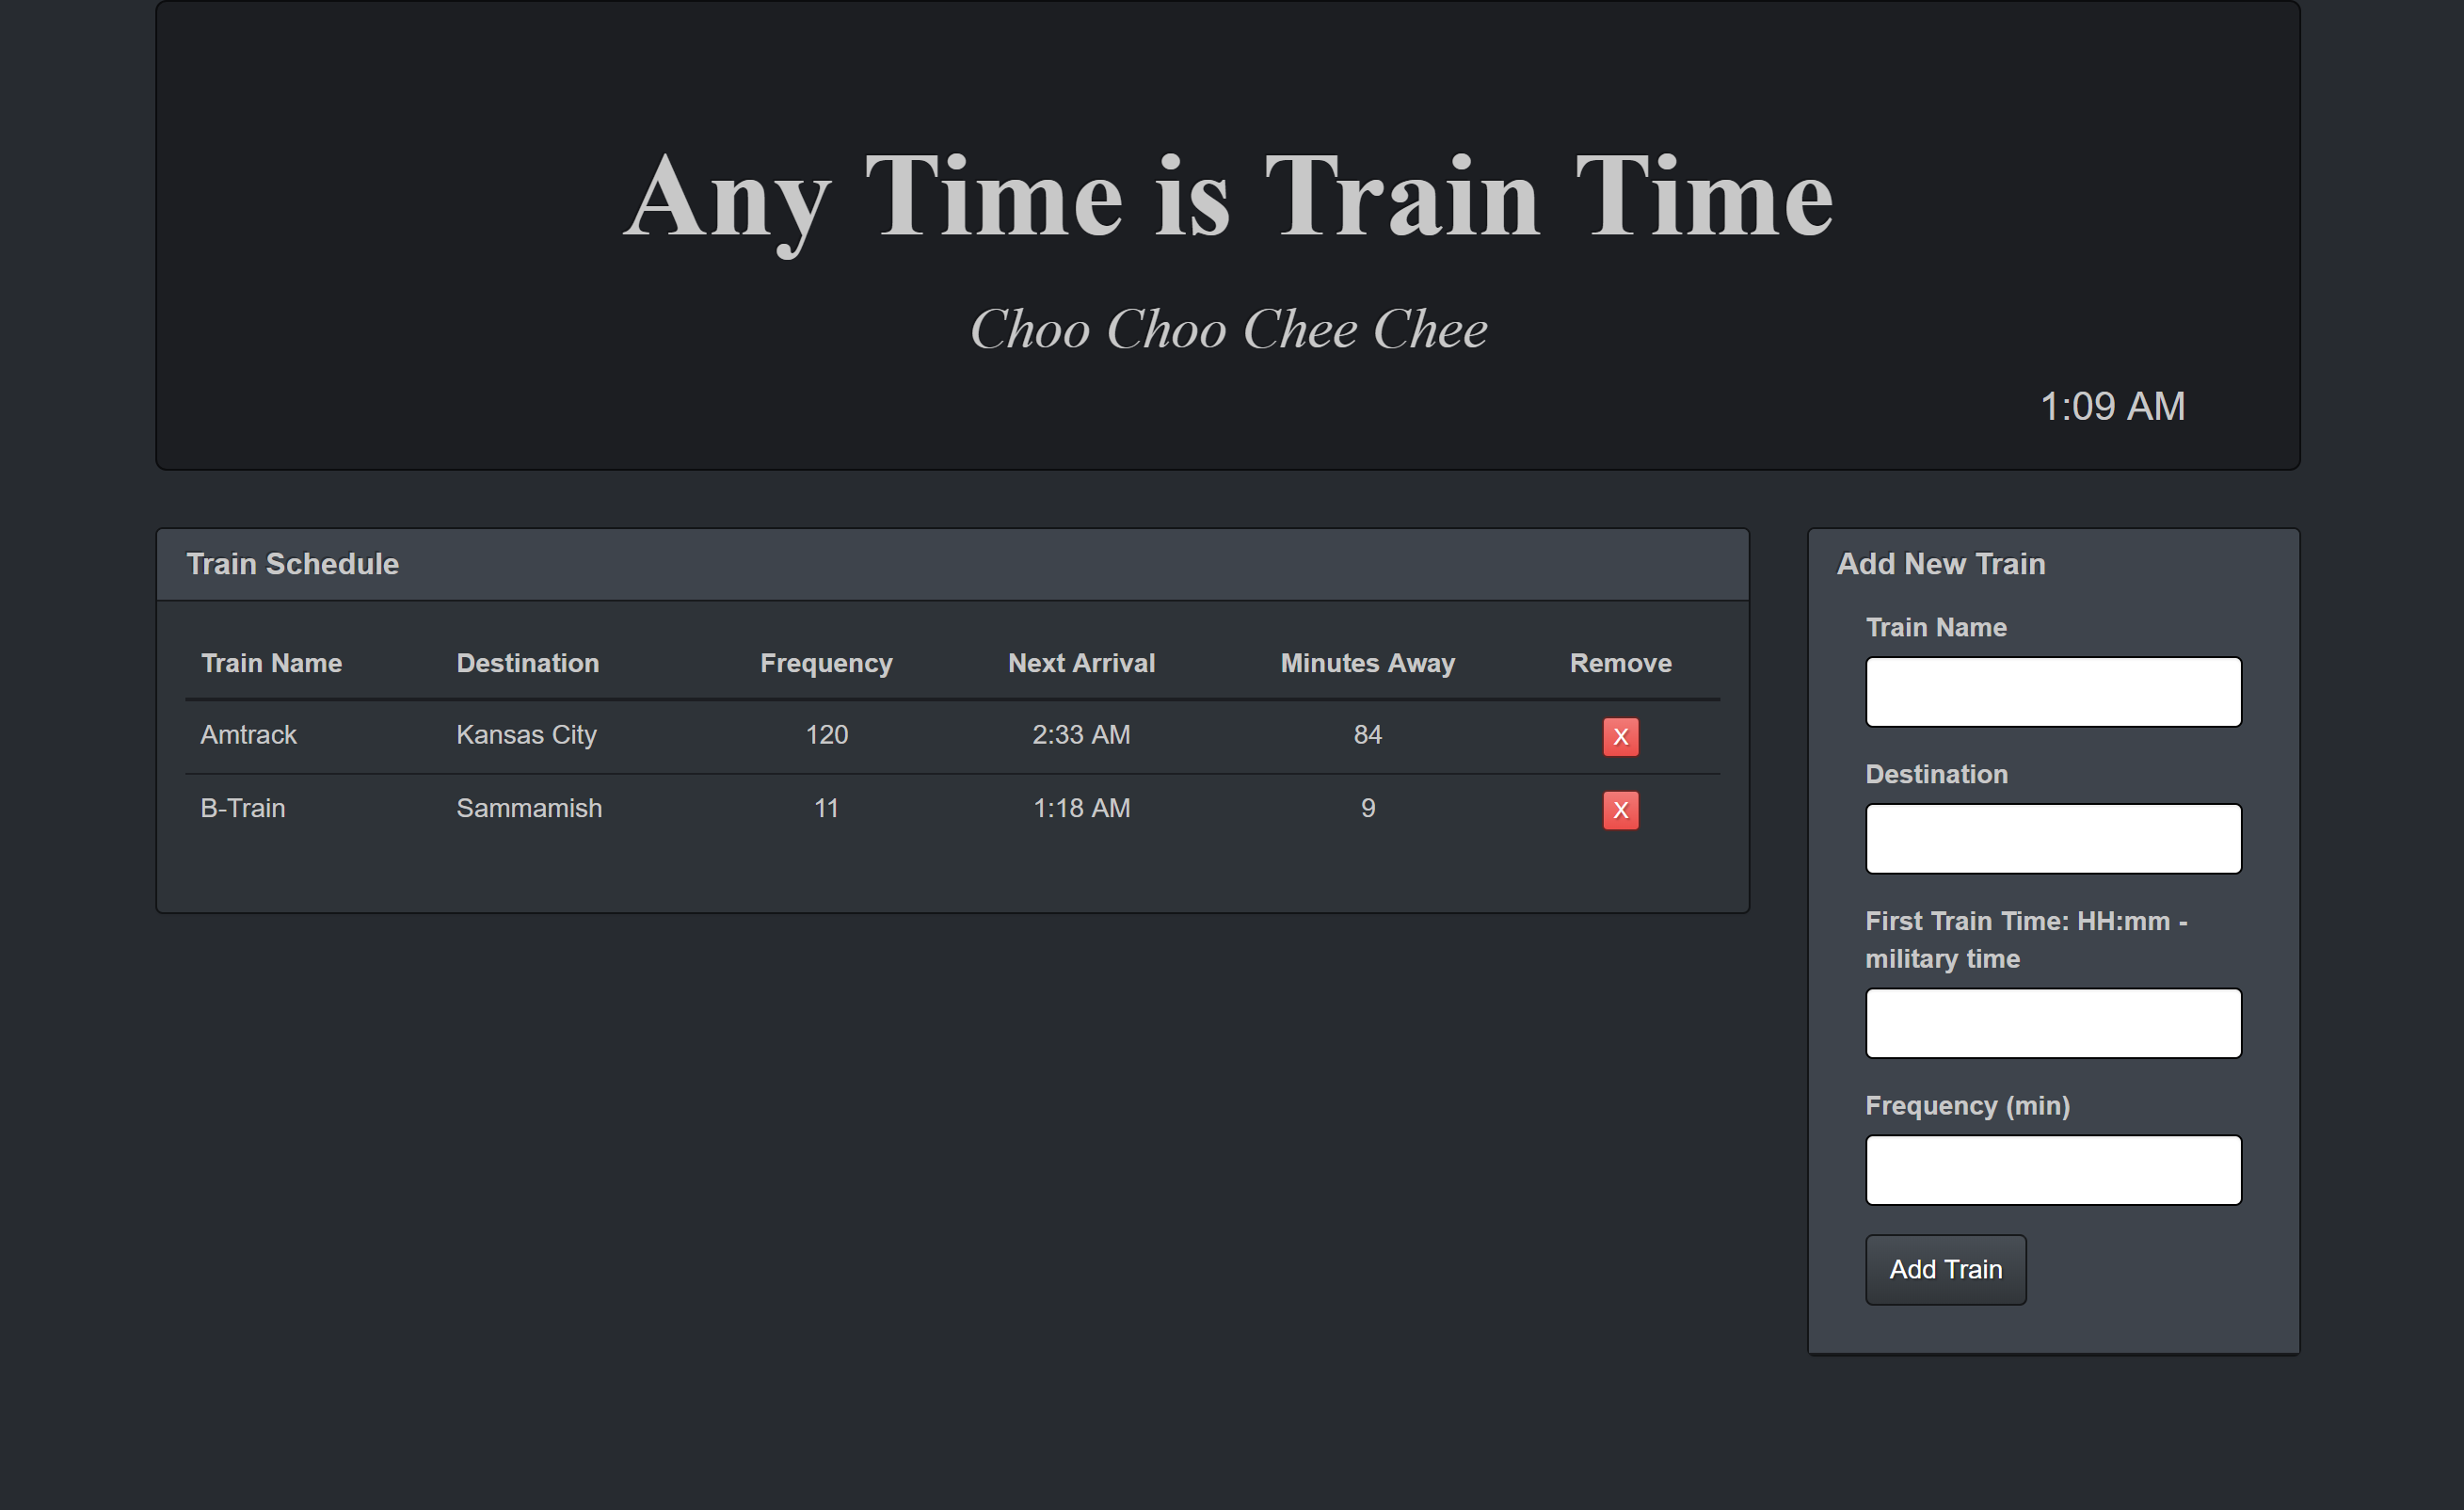 Any Time is Train Time
Choo Choo Chee Chee
1:09 AM
Train Schedule
Train Name Destination Frequency Next Arrival Minutes Away Remove
Amtrack Kansas City 120 2:33 AM 84 X
B-Train Sammamish 11 1:18 AM 9 X
Add New Train
Train Name
Destination
First Train Time: HH:mm -
military time
Frequency (min)
Add Train